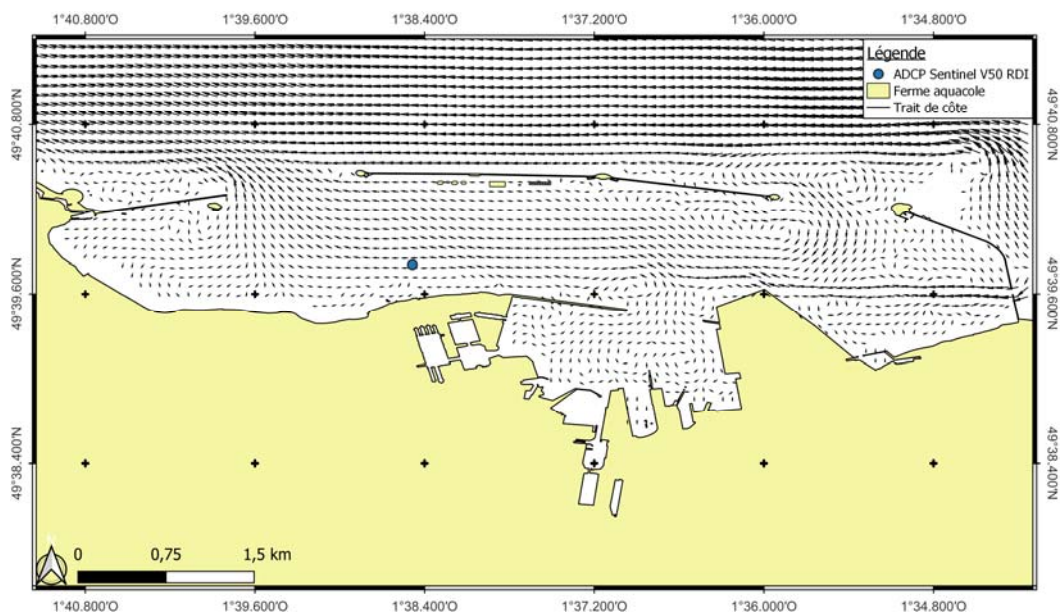 1°40.800'O 1°39.600'O 1°38.400'O 1°37.200'O 1°36.000'O 1°34.800'O
Légende
ADCP Sentinel V50 RDI
Ferme aquacole
Trait de côte
49°40.800'N 49°40.800'N
49°39.600'N 49°39.600'N
49°38.400'N 49°38.400'N
N
0 0,75 1,5 km
1°40.800'O 1°39.600'O 1°38.400'O 1°37.200'O 1°36.000'O 1°34.800'O